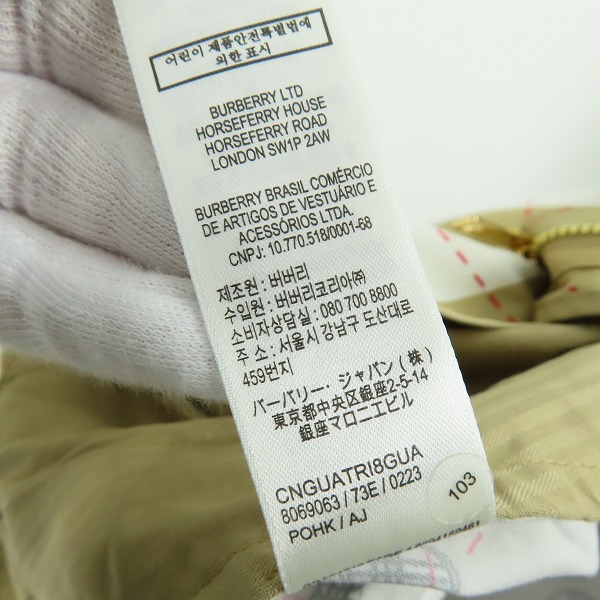 어린이 제품안전특별법에
의한 표시
BURBERRY LTD
HORSEFERRY HOUSE
HORSEFERRY ROAD
LONDON SW1P 2AW
BURBERRY BRASIL COMÉRCIO
DE ARTIGOS DE VESTUÁRIO E
ACESSÓRIOS LTDA.
CNPJ: 10.770.518/0001-68
제조원 : 버버리
수입원 : 버버리코리아㈜
소비자상담실 : 080 700 8800
주 소 : 서울시 강남구 도산대로
459번지
バーバリー・ジャパン(株)
東京都中央区銀座2-5-14
銀座マロニエビル
CNGUATRI8GUA
8069063 / 73E / 0223
POHK / AJ
103